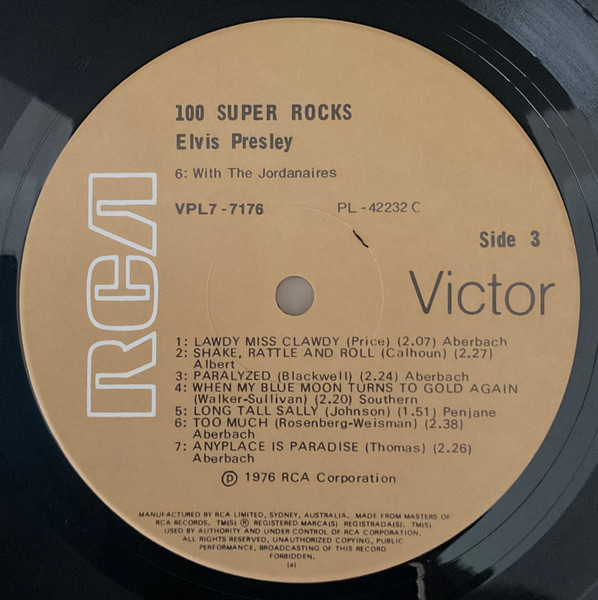 100 SUPER ROCKS
Elvis Presley
6: With The Jordanaires
VPL7-7176 PL-42232 C
Side 3
RCA
Victor
1: LAWDY MISS CLAWDY (Price) (2.07) Aberbach
2: SHAKE, RATTLE AND ROLL (Calhoun) (2.27)
Albert
3: PARALYZED (Blackwell) (2.24) Aberbach
4: WHEN MY BLUE MOON TURNS TO GOLD AGAIN
(Walker-Sullivan) (2.20) Southern
5: LONG TALL SALLY (Johnson) (1.51) Penjane
6: TOO MUCH (Rosenberg-Weisman) (2.38)
Aberbach
7: ANYPLACE IS PARADISE (Thomas) (2.26)
Aberbach
℗ 1976 RCA Corporation
MANUFACTURED BY RCA LIMITED, SYDNEY, AUSTRALIA. MADE FROM MASTERS OF
RCA RECORDS. TM(S) ® REGISTERED MARCA(S) REGISTRADA(S). TM(S)
USED BY AUTHORITY AND UNDER CONTROL OF RCA CORPORATION.
ALL RIGHTS RESERVED, UNAUTHORIZED COPYING, PUBLIC
PERFORMANCE, BROADCASTING OF THIS RECORD
FORBIDDEN.
(a)